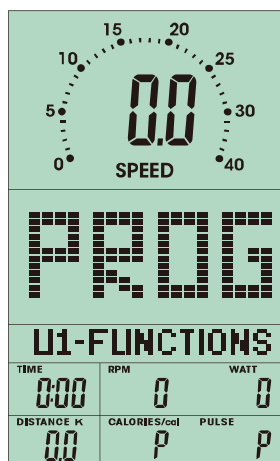 15 20
10 25
5 30
0 40
0.0
SPEED
PROG
U1-FUNCTIONS
TIME RPM WATT
0:00 0 0
DISTANCE K CALORIES/cal PULSE
0.0 P P